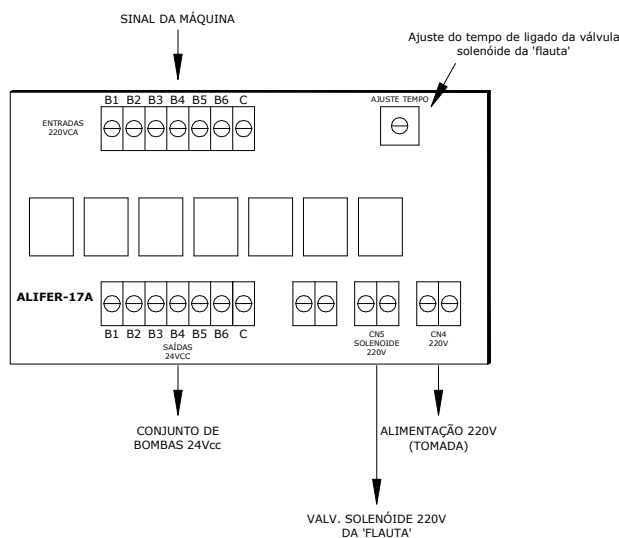 SINAL DA MÁQUINA
Ajuste do tempo de ligado da válvula
solenóide da 'flauta'
B1 B2 B3 B4 B5 B6 C
AJUSTE TEMPO
ENTRADAS
220VCA
ALIFER-17A
B1 B2 B3 B4 B5 B6 C
SAÍDAS
24VCC
CN5
SOLENOIDE
220V
CN4
220V
CONJUNTO DE
BOMBAS 24Vcc
ALIMENTAÇÃO 220V
(TOMADA)
VALV. SOLENÓIDE 220V
DA 'FLAUTA'